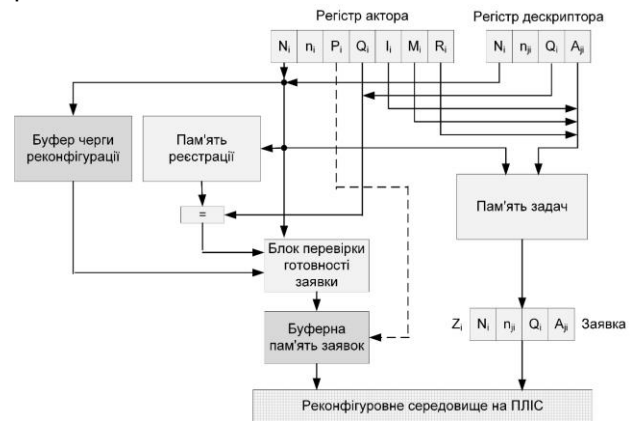 Регістр актора Регістр дескриптора
Nᵢ nᵢ Pᵢ Qᵢ Iᵢ Mᵢ Rᵢ Nᵢ nⱼᵢ Qᵢ Aⱼᵢ
Буфер черги
реконфігурації
Пам'ять
реєстрації
=
Пам'ять задач
Блок перевірки
готовності
заявки
Буферна
пам'ять заявок
Zᵢ Nᵢ nⱼᵢ Qᵢ Aⱼᵢ Заявка
Реконфігуровне середовище на ПЛІС